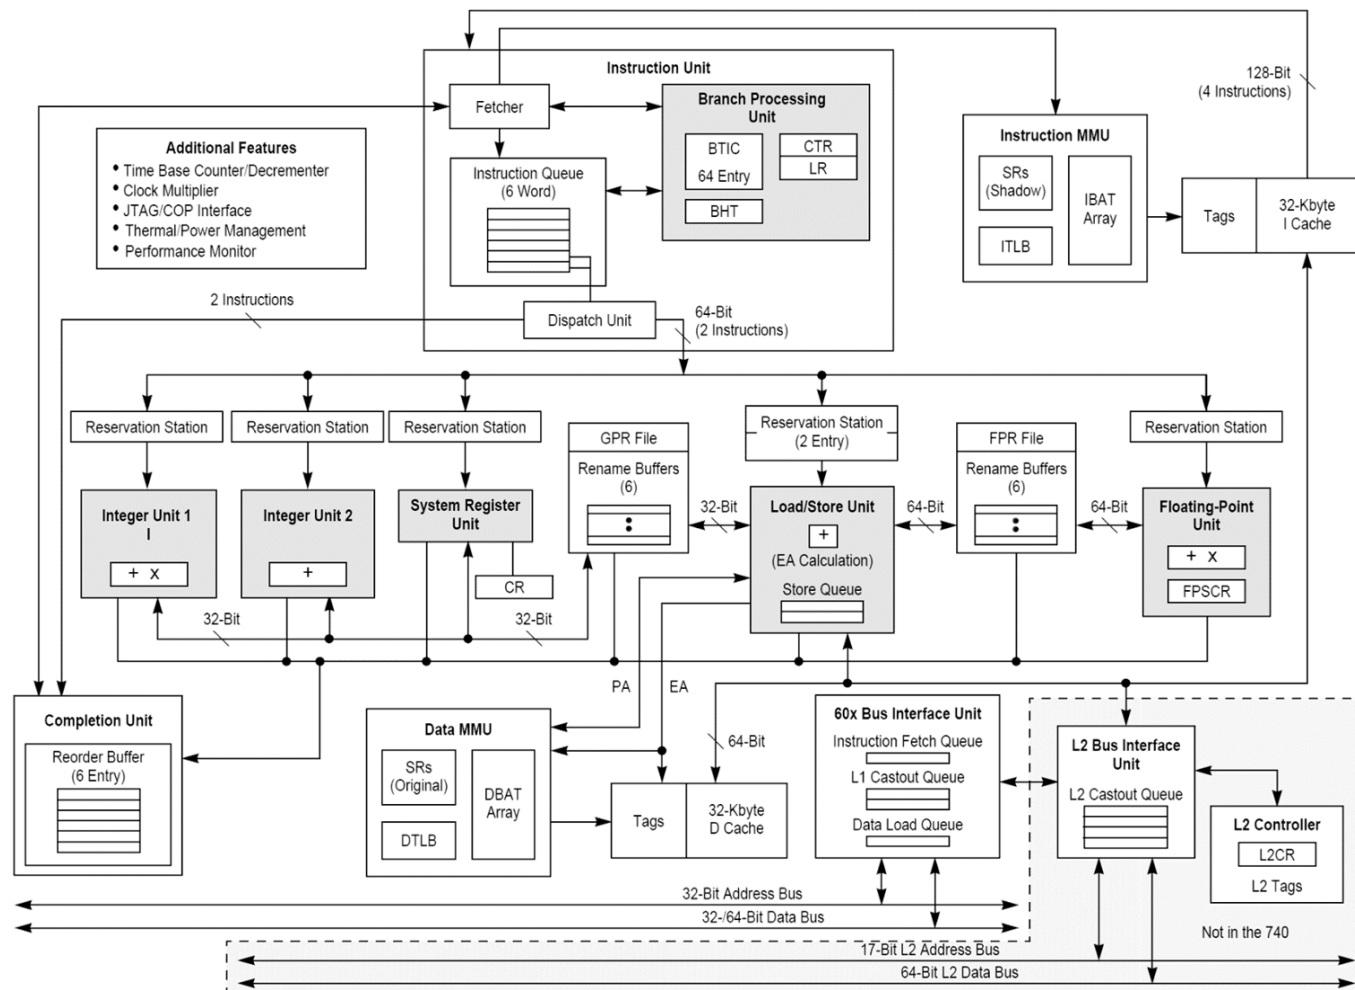 Instruction Unit
Fetcher
Branch Processing
Unit
BTIC
64 Entry
CTR
LR
BHT
Instruction Queue
(6 Word)
Dispatch Unit
64-Bit
(2 Instructions)
2 Instructions
Additional Features
• Time Base Counter/Decrementer
• Clock Multiplier
• JTAG/COP Interface
• Thermal/Power Management
• Performance Monitor
128-Bit
(4 Instructions)
Instruction MMU
SRs
(Shadow)
ITLB
IBAT
Array
Tags
32-Kbyte
I Cache
Reservation Station
Reservation Station
Reservation Station
Reservation Station
(2 Entry)
Reservation Station
Integer Unit 1
I
+ x
Integer Unit 2
+
System Register
Unit
CR
GPR File
Rename Buffers
(6)
32-Bit
Load/Store Unit
+
(EA Calculation)
Store Queue
64-Bit
FPR File
Rename Buffers
(6)
64-Bit
Floating-Point
Unit
+ x
FPSCR
32-Bit
32-Bit
PA
EA
Completion Unit
Reorder Buffer
(6 Entry)
Data MMU
SRs
(Original)
DTLB
DBAT
Array
64-Bit
Tags
32-Kbyte
D Cache
60x Bus Interface Unit
Instruction Fetch Queue
L1 Castout Queue
Data Load Queue
L2 Bus Interface
Unit
L2 Castout Queue
L2 Controller
L2CR
L2 Tags
32-Bit Address Bus
32-/64-Bit Data Bus
Not in the 740
17-Bit L2 Address Bus
64-Bit L2 Data Bus